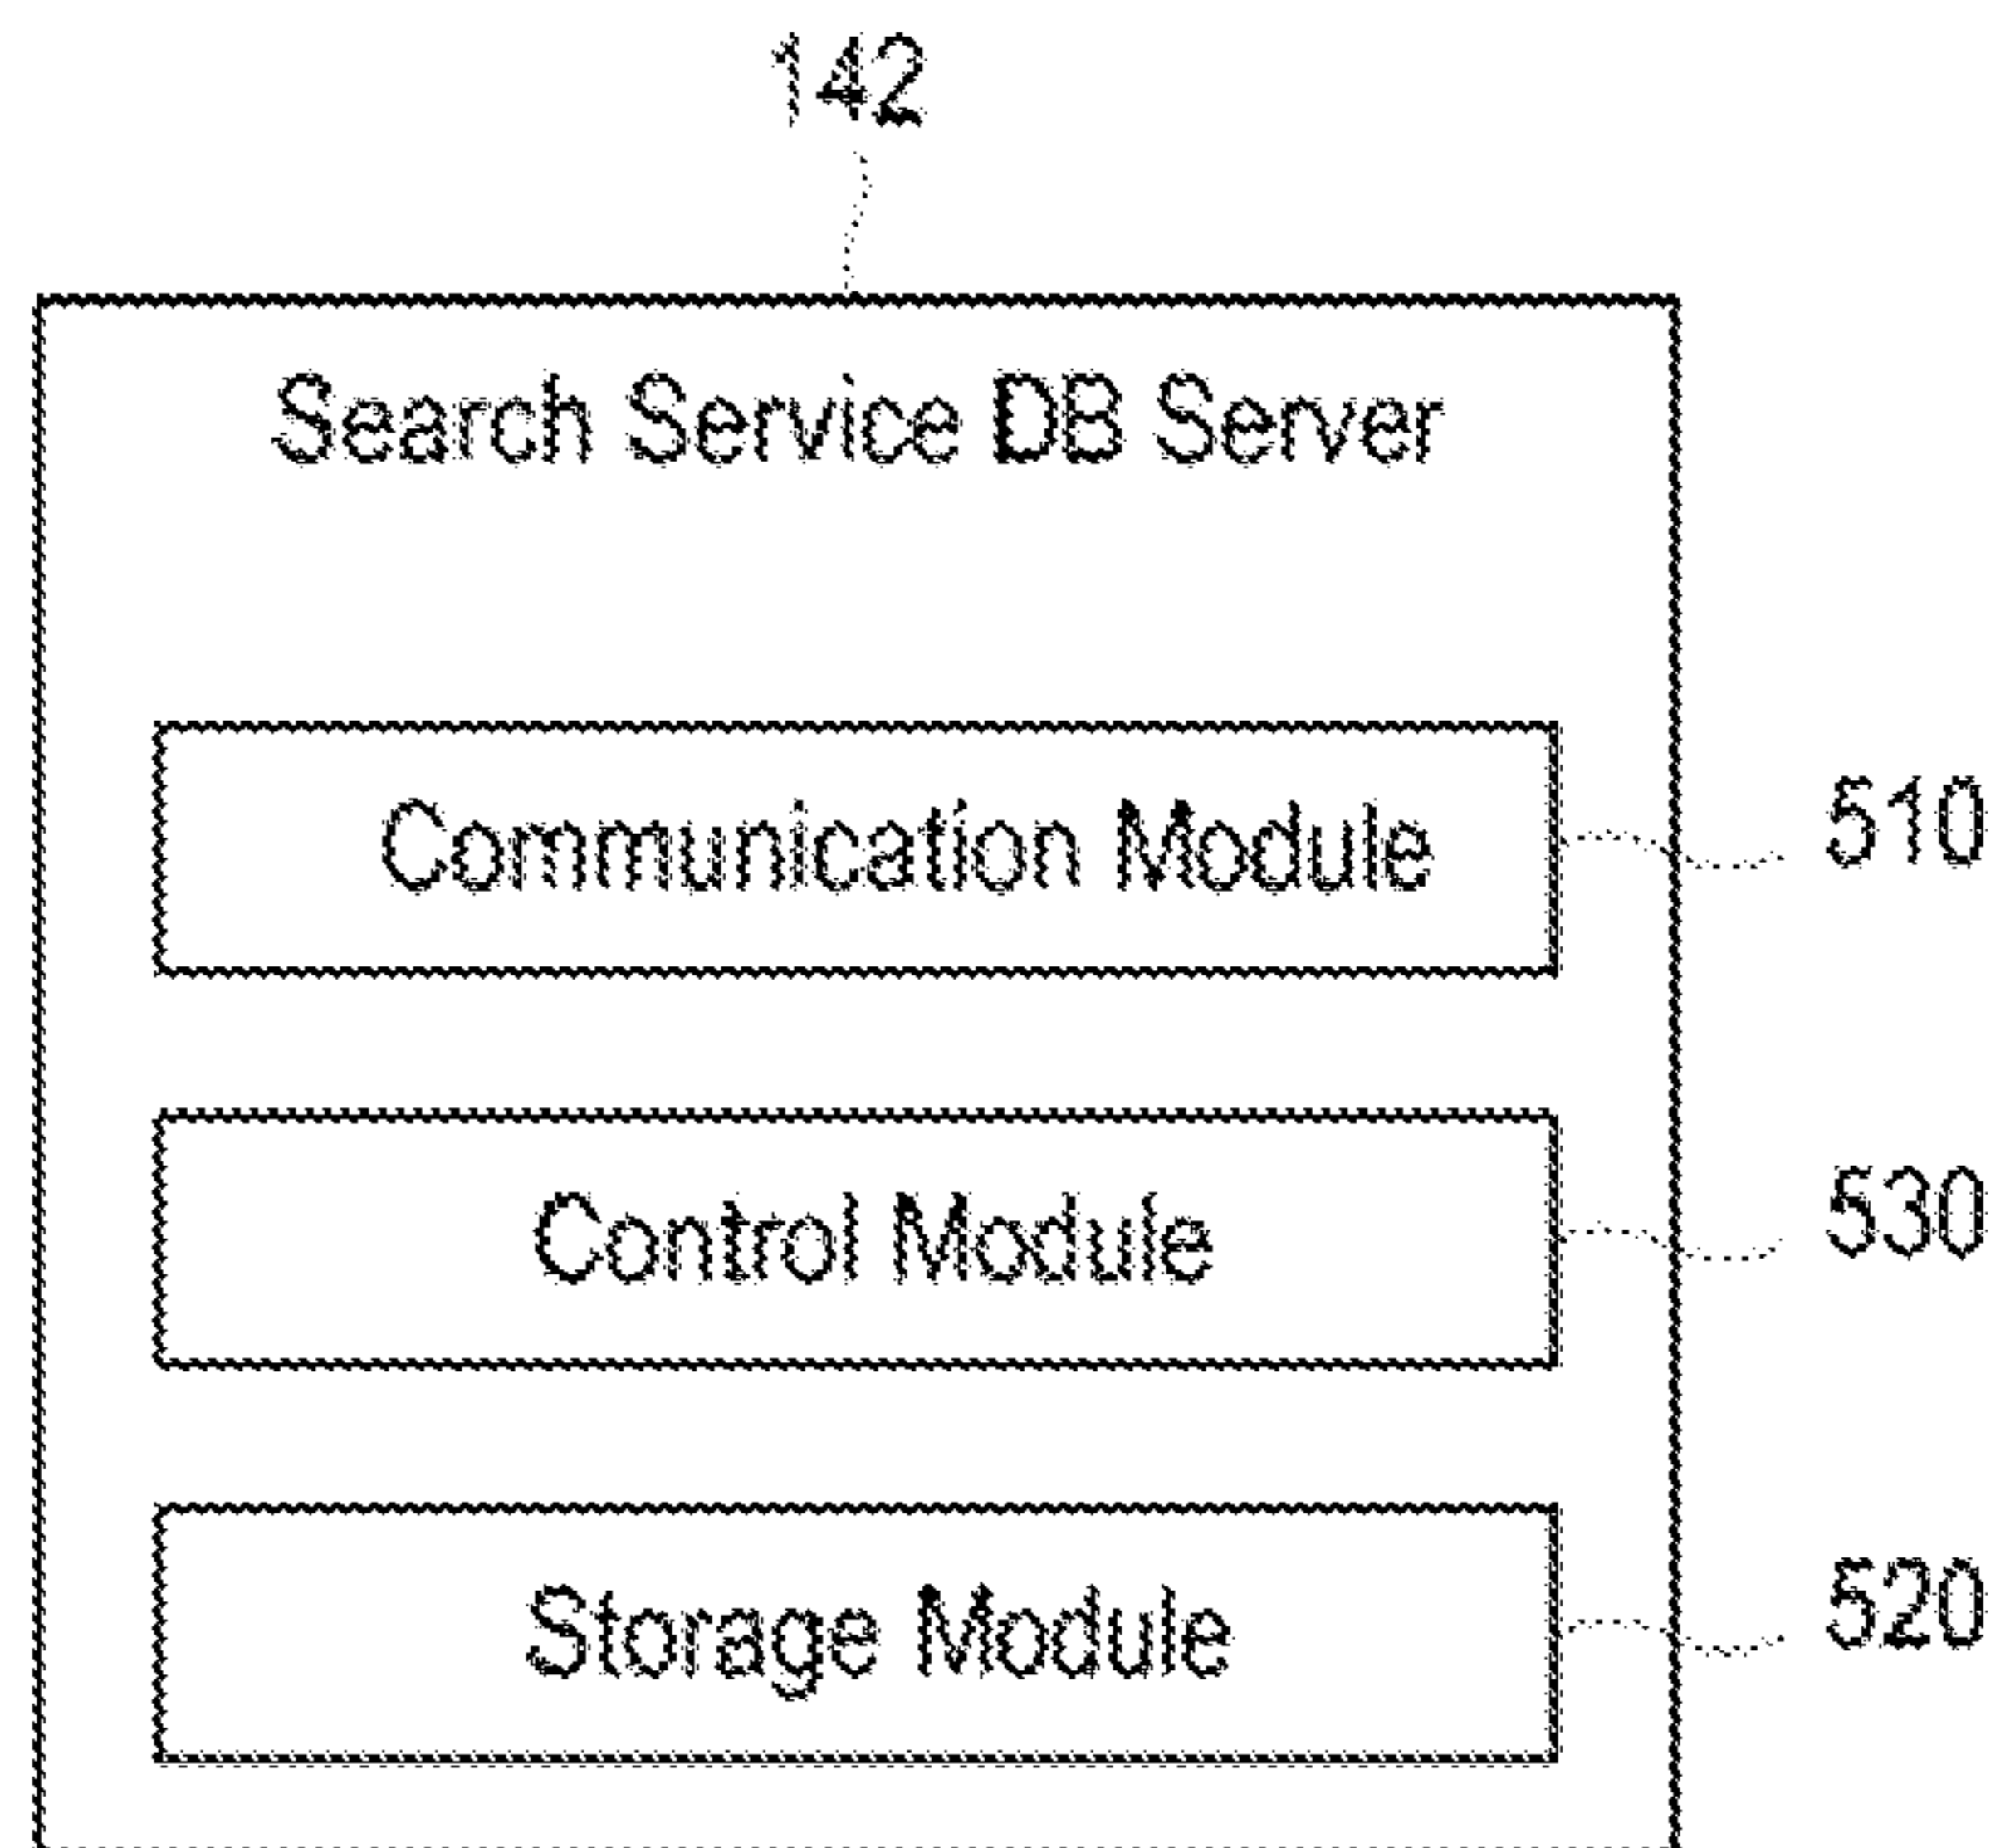 142
Search Service DB Server
Communication Module 510
Control Module 530
Storage Module 520